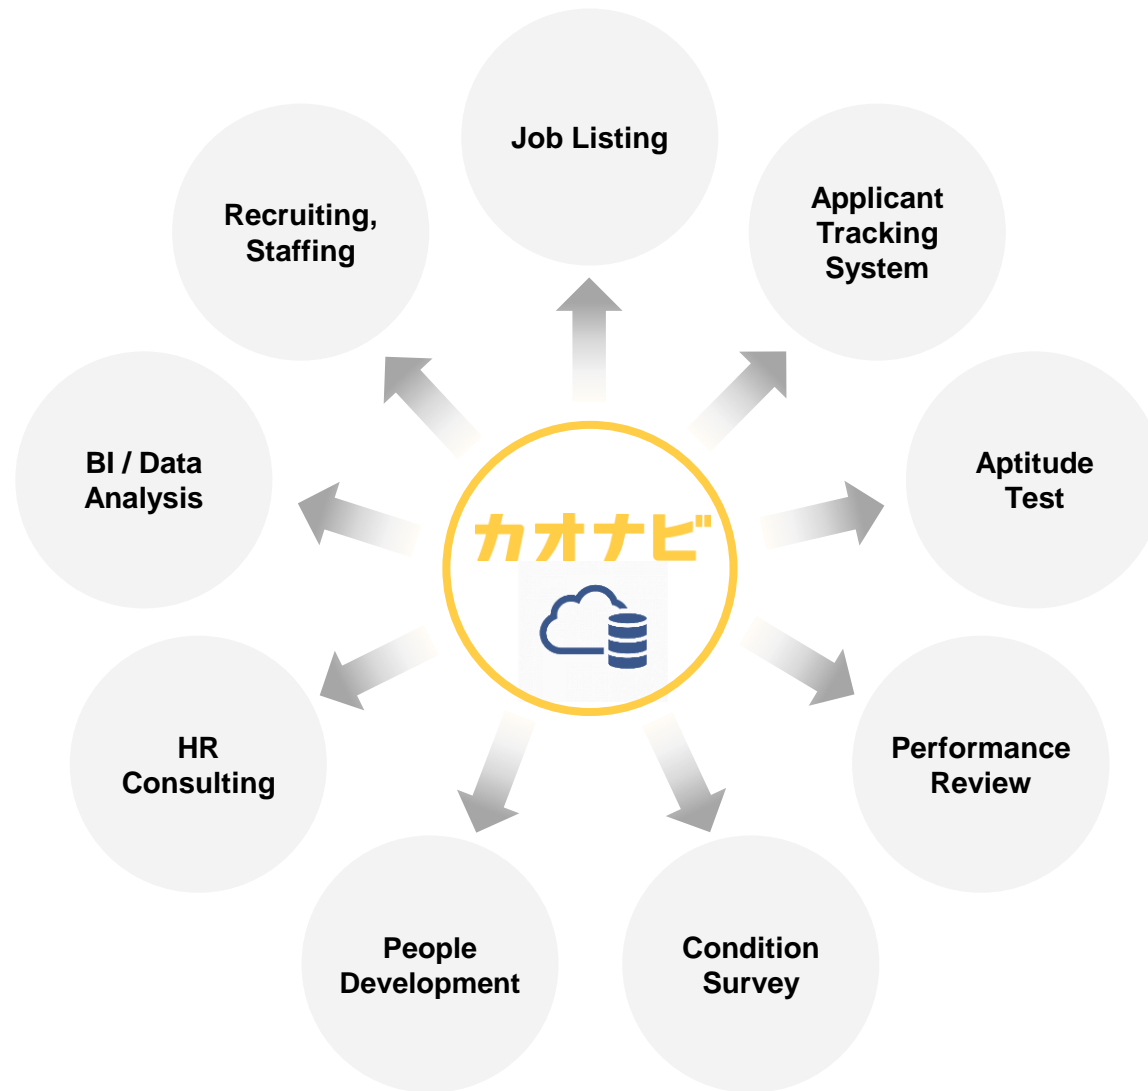 Job Listing
Applicant
Tracking
System
Recruiting,
Staffing
BI / Data
Analysis
Aptitude
Test
カオナビ
HR
Consulting
Performance
Review
People
Development
Condition
Survey